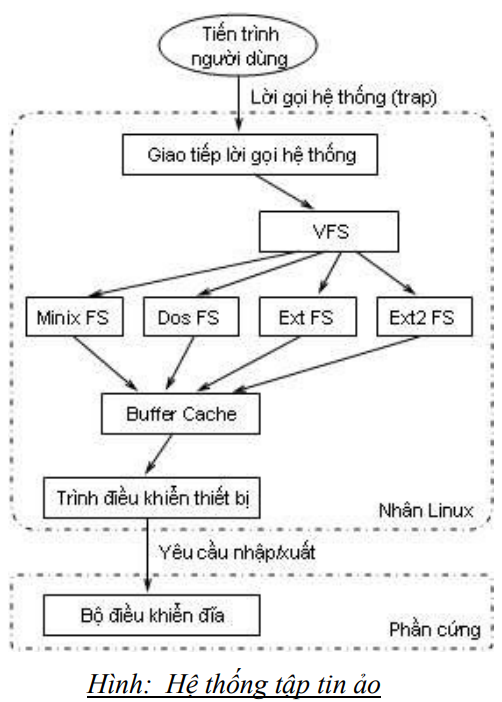 Tiến trình
người dùng
Lời gọi hệ thống (trap)
Giao tiếp lời gọi hệ thống
VFS
Minix FS
Dos FS
Ext FS
Ext2 FS
Buffer Cache
Trình điều khiển thiết bị
Nhân Linux
Yêu cầu nhập/xuất
Bộ điều khiển đĩa
Phần cứng
Hình: Hệ thống tập tin ảo